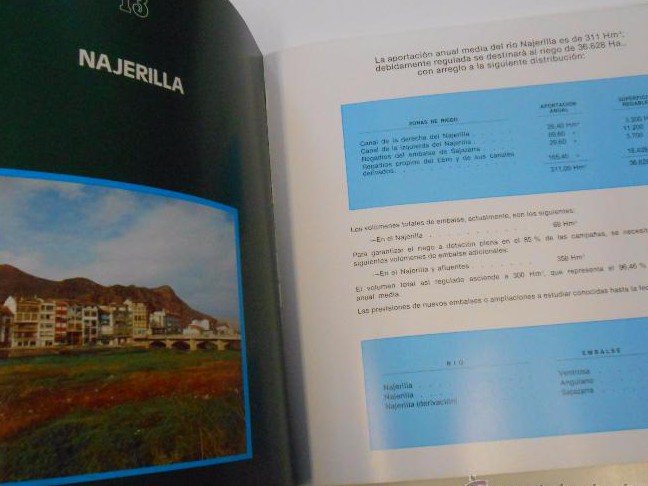 13
NAJERILLA
La aportación anual media del río Najerilla es de 311 Hm³,
debidamente regulada se destinará al riego de 36.628 Ha.,
con arreglo a la siguiente distribución:
ZONAS DE RIEGO
APORTACION
ANUAL
SUPERFICIE
REGABLE
Canal de la derecha del Najerilla
Canal de la izquierda del Najerilla
Regadíos del embalse de Sajazarra
Regadíos propios del Ebro y de sus canales
derivados
311,00 Hm³
Los volúmenes totales de embalse, actualmente, son los siguientes:
—En el Najerilla
Para garantizar el riego a dotación plena en el 85 % de las campañas, se necesita
siguientes volúmenes de embalse adicionales:
—En el Najerilla y afluentes 358 Hm³
El volumen total así regulado asciende a 300 Hm³, que representa el 96,46 %
anual media.
Las previsiones de nuevos embalses o ampliaciones a estudiar conocidas hasta la
RIO
EMBALSE
Najerilla Ventrosa
Najerilla Anguiano
Najerilla (derivación) Sajazarra